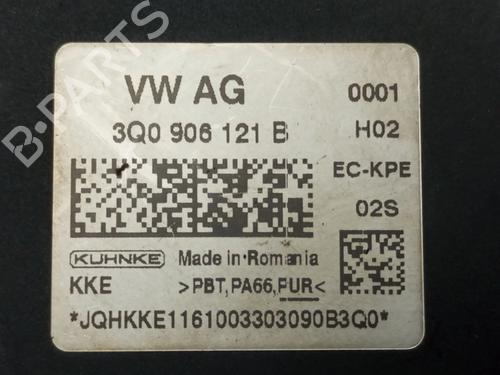 VW AG 0001
3Q0 906 121 B H02
EC-KPE
02S
KUHNKE Made in Romania
KKE >PBT,PA66,PUR<
*JQHKKE1161003303090B3Q0*
B-PARTS